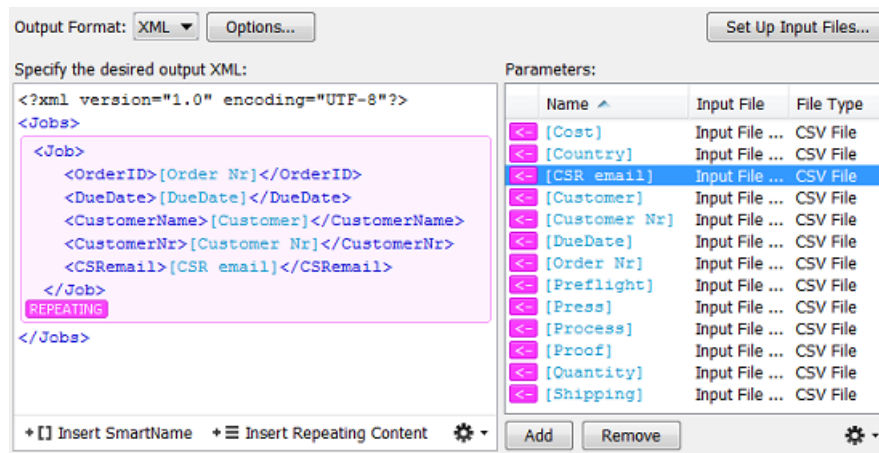 Output Format: XML Options... Set Up Input Files...
Specify the desired output XML:
<?xml version="1.0" encoding="UTF-8"?>
<Jobs>
<Job>
<OrderID>[Order Nr]</OrderID>
<DueDate>[DueDate]</DueDate>
<CustomerName>[Customer]</CustomerName>
<CustomerNr>[Customer Nr]</CustomerNr>
<CSRemail>[CSR email]</CSRemail>
</Job>
REPEATING
</Jobs>
+[] Insert SmartName +≡ Insert Repeating Content
Parameters:
Name Input File File Type
<- [Cost] Input File ... CSV File
<- [Country] Input File ... CSV File
<- [CSR email] Input File ... CSV File
<- [Customer] Input File ... CSV File
<- [Customer Nr] Input File ... CSV File
<- [DueDate] Input File ... CSV File
<- [Order Nr] Input File ... CSV File
<- [Preflight] Input File ... CSV File
<- [Press] Input File ... CSV File
<- [Process] Input File ... CSV File
<- [Proof] Input File ... CSV File
<- [Quantity] Input File ... CSV File
<- [Shipping] Input File ... CSV File
Add Remove